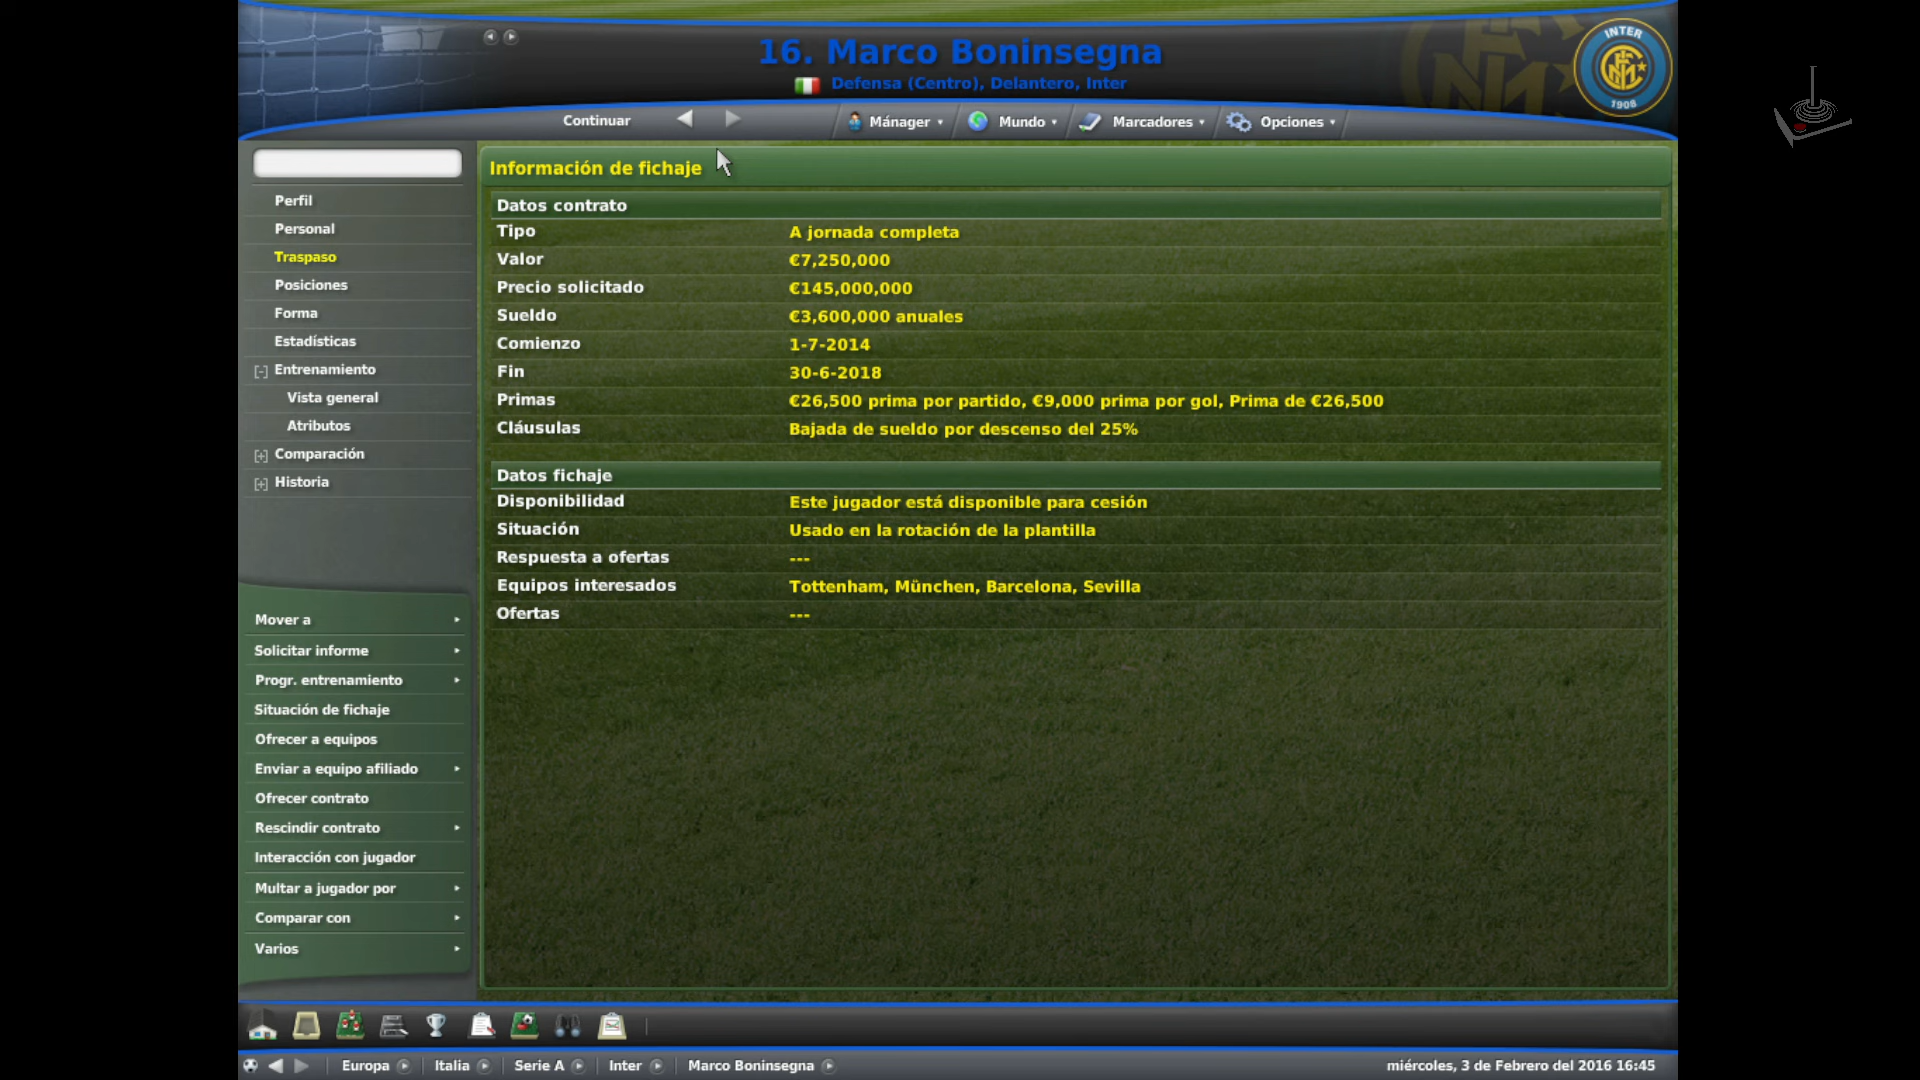 16. Marco Boninsegna
Defensa (Centro), Delantero, Inter
INTER
1908
Continuar
Mánager
Mundo
Marcadores
Opciones
Perfil
Personal
Traspaso
Posiciones
Forma
Estadísticas
[-] Entrenamiento
Vista general
Atributos
[+] Comparación
[+] Historia
Mover a
Solicitar informe
Progr. entrenamiento
Situación de fichaje
Ofrecer a equipos
Enviar a equipo afiliado
Ofrecer contrato
Rescindir contrato
Interacción con jugador
Multar a jugador por
Comparar con
Varios
Información de fichaje
Datos contrato
Tipo A jornada completa
Valor €7,250,000
Precio solicitado €145,000,000
Sueldo €3,600,000 anuales
Comienzo 1-7-2014
Fin 30-6-2018
Primas €26,500 prima por partido, €9,000 prima por gol, Prima de €26,500
Cláusulas Bajada de sueldo por descenso del 25%
Datos fichaje
Disponibilidad Este jugador está disponible para cesión
Situación Usado en la rotación de la plantilla
Respuesta a ofertas ---
Equipos interesados Tottenham, München, Barcelona, Sevilla
Ofertas ---
Europa
Italia
Serie A
Inter
Marco Boninsegna
miércoles, 3 de Febrero del 2016 16:45